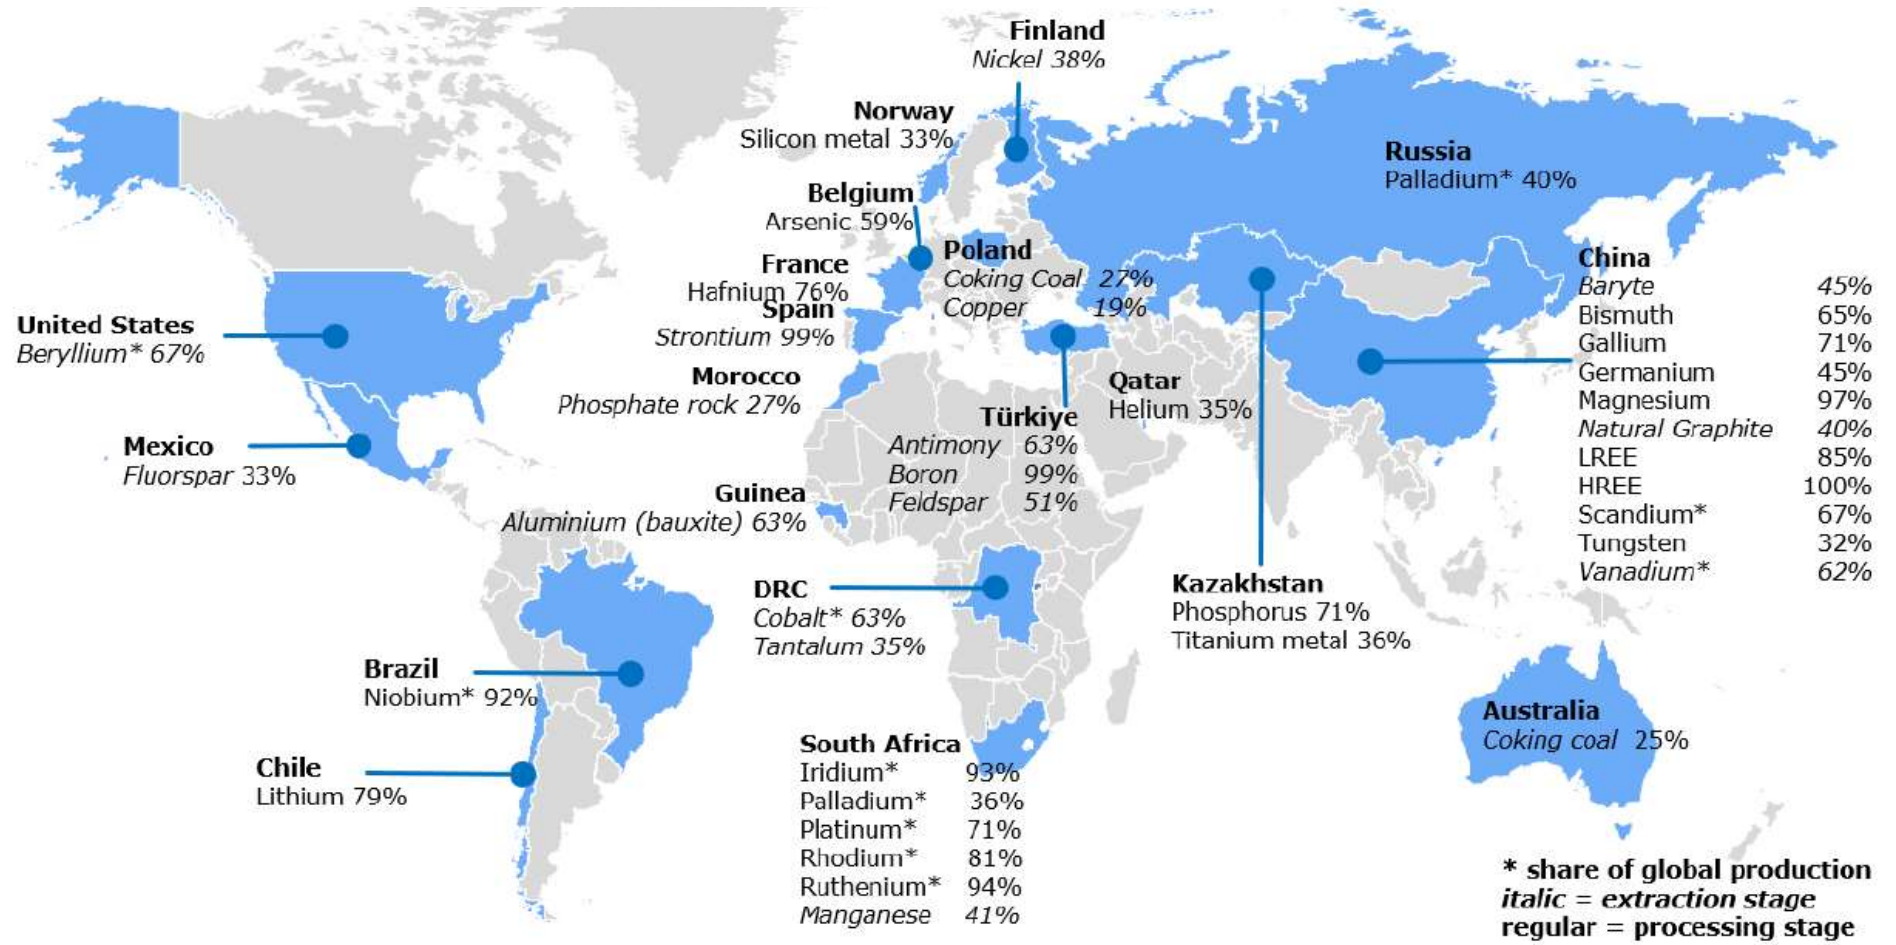 Finland
Nickel 38%
Norway
Silicon metal 33%
Belgium
Arsenic 59%
France
Hafnium 76%
Spain
Strontium 99%
Poland
Coking Coal 27%
Copper 19%
Russia
Palladium* 40%
United States
Beryllium* 67%
Mexico
Fluorspar 33%
Morocco
Phosphate rock 27%
Türkiye
Antimony 63%
Boron 99%
Feldspar 51%
Qatar
Helium 35%
China
Baryte 45%
Bismuth 65%
Gallium 71%
Germanium 45%
Magnesium 97%
Natural Graphite 40%
LREE 85%
HREE 100%
Scandium* 67%
Tungsten 32%
Vanadium* 62%
Guinea
Aluminium (bauxite) 63%
DRC
Cobalt* 63%
Tantalum 35%
Kazakhstan
Phosphorus 71%
Titanium metal 36%
Brazil
Niobium* 92%
Chile
Lithium 79%
South Africa
Iridium* 93%
Palladium* 36%
Platinum* 71%
Rhodium* 81%
Ruthenium* 94%
Manganese 41%
Australia
Coking coal 25%
* share of global production
italic = extraction stage
regular = processing stage